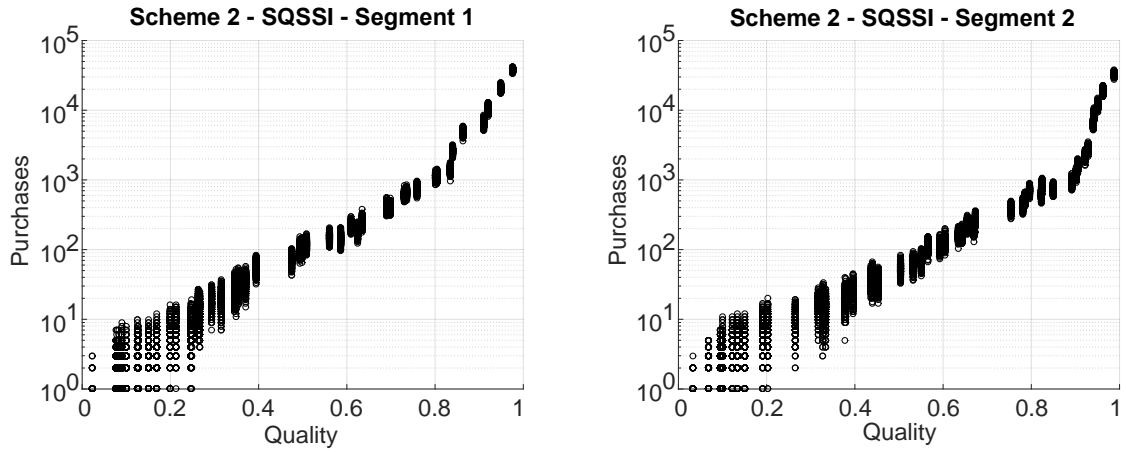 Scheme 2 - SQSSI - Segment 1
10^5
10^4
10^3
10^2
10^1
10^0
Purchases
0 0.2 0.4 0.6 0.8 1
Quality
Scheme 2 - SQSSI - Segment 2
10^5
10^4
10^3
10^2
10^1
10^0
Purchases
0 0.2 0.4 0.6 0.8 1
Quality